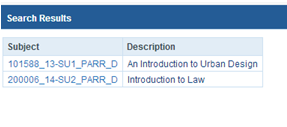 Search Results
Subject Description
101588_13-SU1_PARR_D An Introduction to Urban Design
200006_14-SU2_PARR_D Introduction to Law